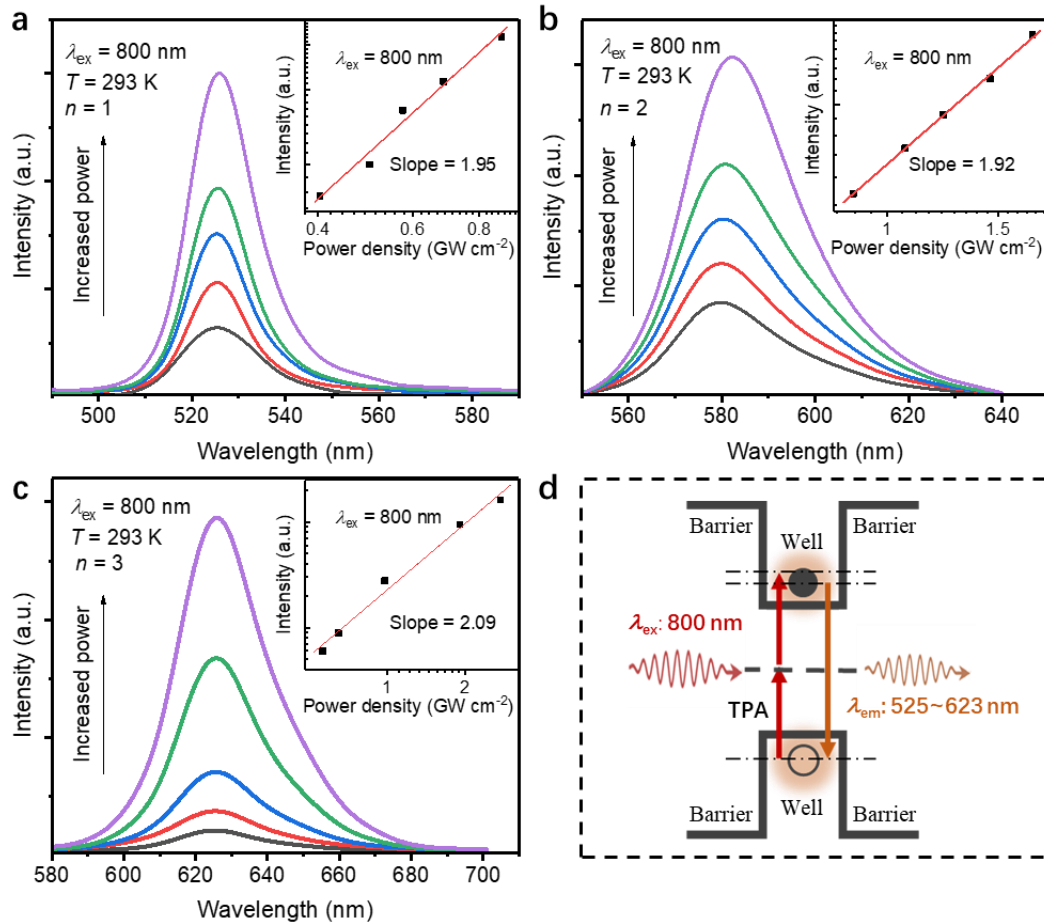 a
λex = 800 nm
T = 293 K
n = 1
Increased power
Intensity (a.u.)
500 520 540 560 580
Wavelength (nm)
λex = 800 nm
Slope = 1.95
Intensity (a.u.)
0.4 0.6 0.8
Power density (GW cm⁻²)
b
λex = 800 nm
T = 293 K
n = 2
Increased power
Intensity (a.u.)
560 580 600 620 640
Wavelength (nm)
λex = 800 nm
Slope = 1.92
Intensity (a.u.)
1 1.5
Power density (GW cm⁻²)
c
λex = 800 nm
T = 293 K
n = 3
Increased power
Intensity (a.u.)
580 600 620 640 660 680 700
Wavelength (nm)
λex = 800 nm
Slope = 2.09
Intensity (a.u.)
1 2
Power density (GW cm⁻²)
d
Barrier Well Barrier
λex: 800 nm
TPA
λem: 525~623 nm
Barrier Well Barrier